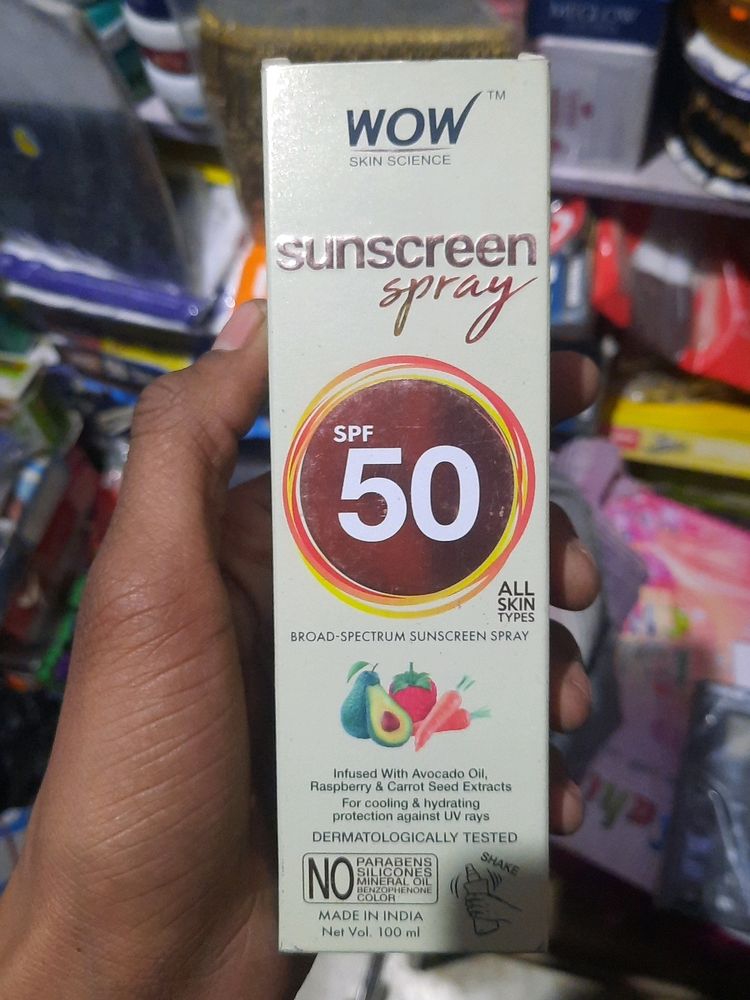 WOW™
SKIN SCIENCE
sunscreen
spray
SPF
50
ALL
SKIN
TYPES
BROAD-SPECTRUM SUNSCREEN SPRAY
Infused With Avocado Oil,
Raspberry & Carrot Seed Extracts
For cooling & hydrating
protection against UV rays
DERMATOLOGICALLY TESTED
NO PARABENS
SILICONES
MINERAL OIL
BENZOPHENONE
COLOR
SHAKE
MADE IN INDIA
Net Vol. 100 ml